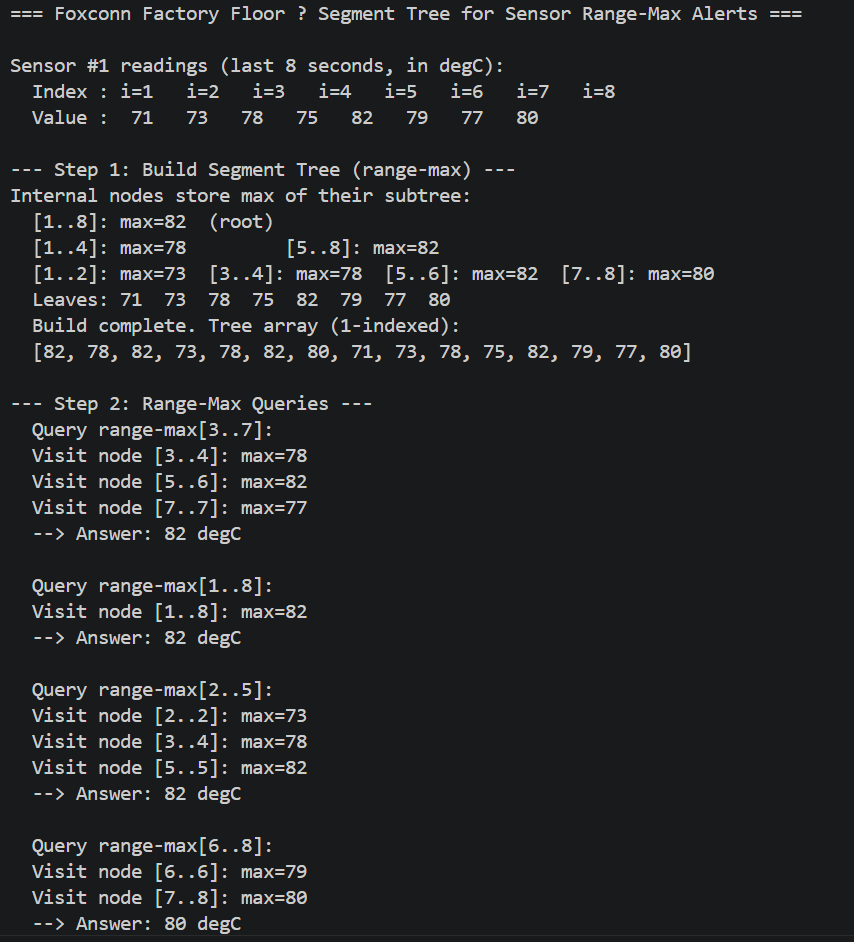 === Foxconn Factory Floor ? Segment Tree for Sensor Range-Max Alerts ===
Sensor #1 readings (last 8 seconds, in degC):
  Index : i=1   i=2   i=3   i=4   i=5   i=6   i=7   i=8
  Value :  71   73   78   75   82   79   77   80
--- Step 1: Build Segment Tree (range-max) ---
Internal nodes store max of their subtree:
  [1..8]: max=82  (root)
  [1..4]: max=78         [5..8]: max=82
  [1..2]: max=73  [3..4]: max=78  [5..6]: max=82  [7..8]: max=80
  Leaves: 71  73  78  75  82  79  77  80
  Build complete. Tree array (1-indexed):
  [82, 78, 82, 73, 78, 82, 80, 71, 73, 78, 75, 82, 79, 77, 80]
--- Step 2: Range-Max Queries ---
  Query range-max[3..7]:
  Visit node [3..4]: max=78
  Visit node [5..6]: max=82
  Visit node [7..7]: max=77
  --> Answer: 82 degC
  Query range-max[1..8]:
  Visit node [1..8]: max=82
  --> Answer: 82 degC
  Query range-max[2..5]:
  Visit node [2..2]: max=73
  Visit node [3..4]: max=78
  Visit node [5..5]: max=82
  --> Answer: 82 degC
  Query range-max[6..8]:
  Visit node [6..6]: max=79
  Visit node [7..8]: max=80
  --> Answer: 80 degC